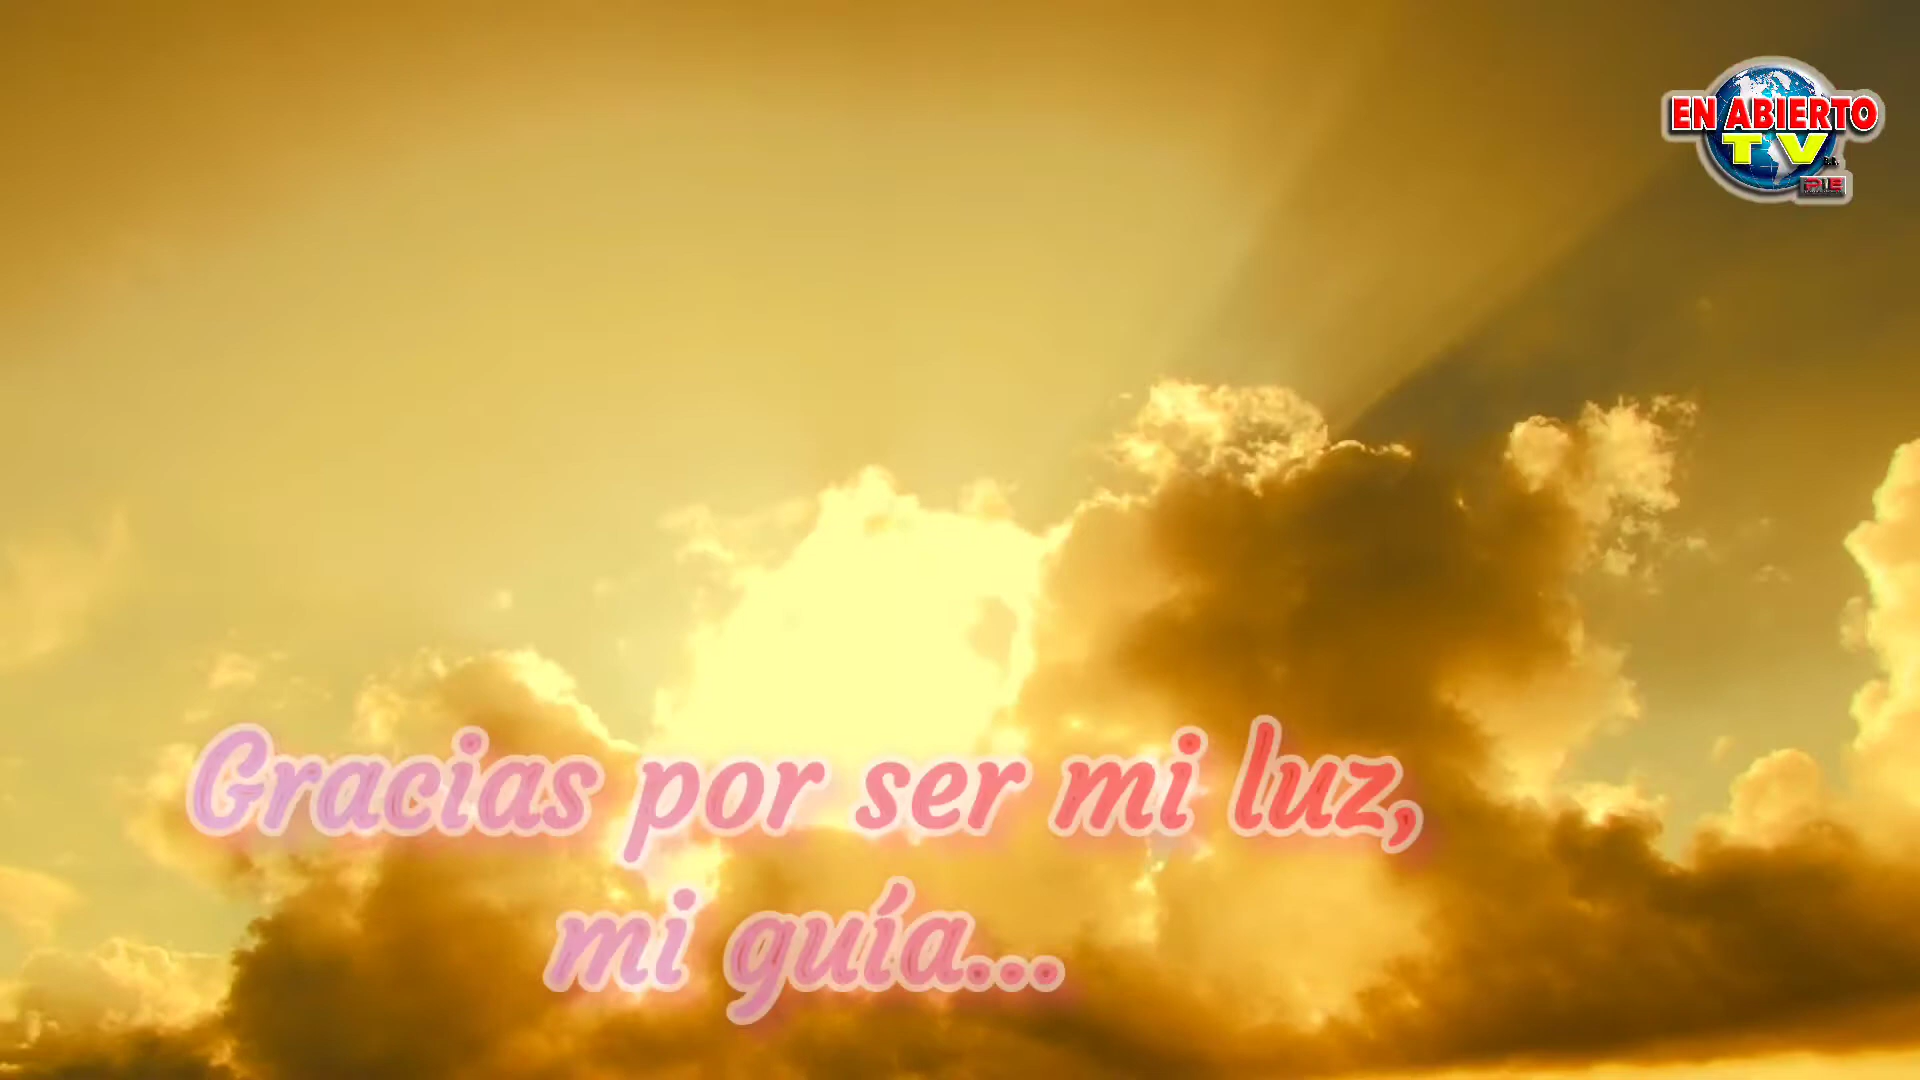 EN ABIERTO
TV
Gracias por ser mi luz,
mi guía...